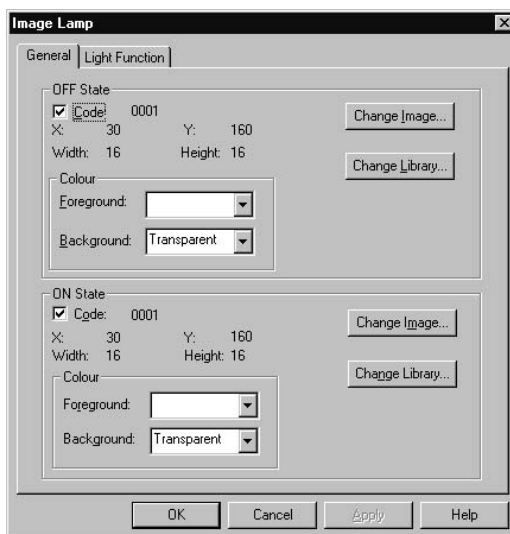 Image Lamp
General Light Function
OFF State
Code: 0001
X: 30 Y: 160
Width: 16 Height: 16
Change Image...
Change Library...
Colour
Foreground:
Background: Transparent
ON State
Code: 0001
X: 30 Y: 160
Width: 16 Height: 16
Change Image...
Change Library...
Colour
Foreground:
Background: Transparent
OK Cancel Apply Help